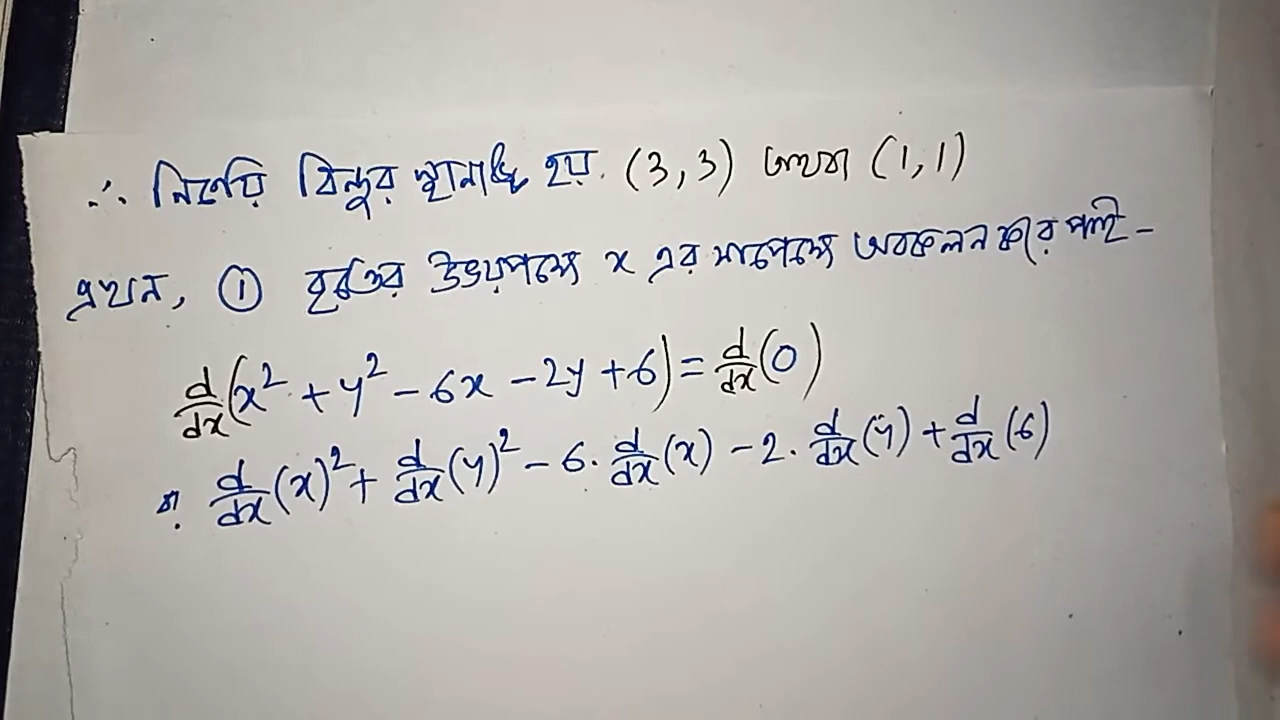 ∴ নির্ণেয় বিন্দুর স্থানাঙ্ক হয়. (3,3) অথবা (1,1)
এখন, ① বৃত্তের উভয়পক্ষে x এর সাপেক্ষে অবকলন করে পাই-
d/dx(x² + y² - 6x - 2y + 6) = d/dx(0)
বা, d/dx(x)² + d/dx(y)² - 6. d/dx(x) - 2. d/dx(y) + d/dx(6)